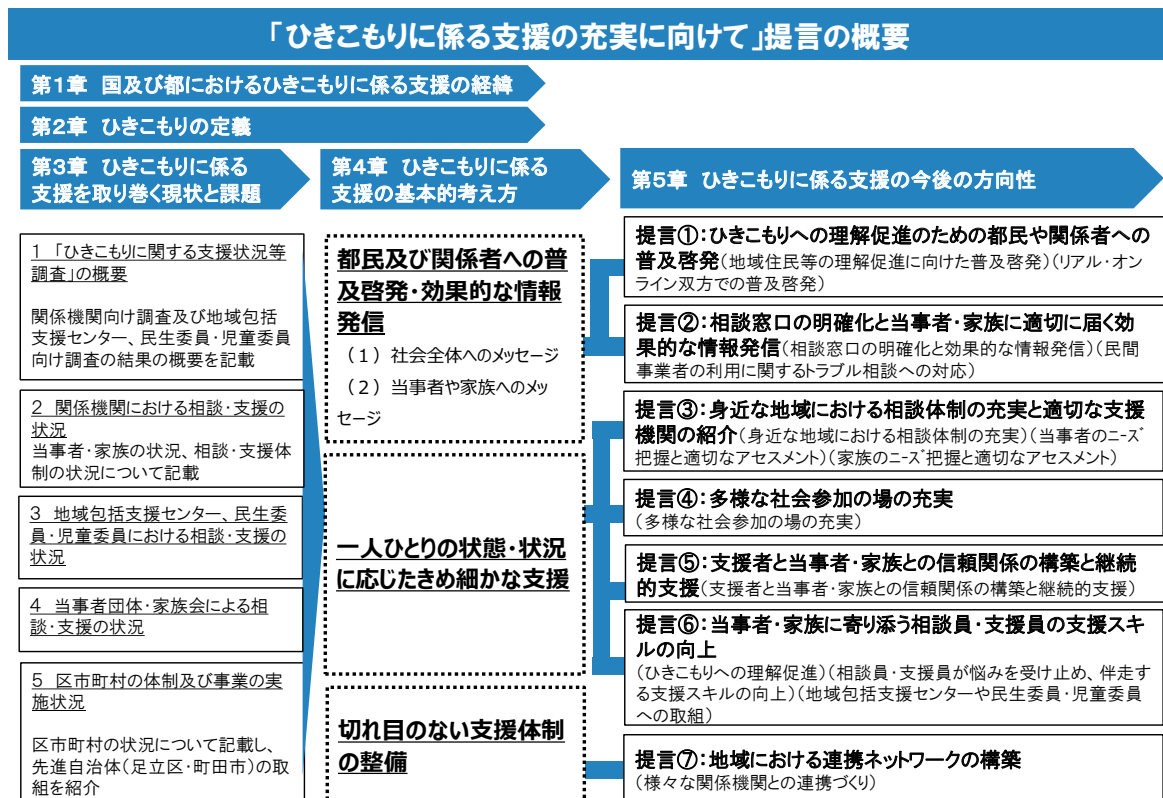 「ひきこもりに係る支援の充実に向けて」提言の概要
第1章 国及び都におけるひきこもりに係る支援の経緯
第2章 ひきこもりの定義
第3章 ひきこもりに係る
支援を取り巻く現状と課題
第4章 ひきこもりに係る
支援の基本的考え方
第5章 ひきこもりに係る支援の今後の方向性
1 「ひきこもりに関する支援状況等
調査」の概要
関係機関向け調査及び地域包括
支援センター、民生委員・児童委員
向け調査の結果の概要を記載
2 関係機関における相談・支援の
状況
当事者・家族の状況、相談・支援体
制の状況について記載
3 地域包括支援センター、民生委
員・児童委員における相談・支援の
状況
4 当事者団体・家族会による相
談・支援の状況
5 区市町村の体制及び事業の実
施状況
区市町村の状況について記載し、
先進自治体(足立区・町田市)の取
組を紹介
都民及び関係者への普
及啓発・効果的な情報
発信
(1)社会全体へのメッセージ
(2)当事者や家族へのメッ
セージ
一人ひとりの状態・状況
に応じたきめ細かな支援
切れ目のない支援体制
の整備
提言①:ひきこもりへの理解促進のための都民や関係者への
普及啓発(地域住民等の理解促進に向けた普及啓発)(リアル・オン
ライン双方での普及啓発)
提言②:相談窓口の明確化と当事者・家族に適切に届く効
果的な情報発信(相談窓口の明確化と効果的な情報発信)(民間
事業者の利用に関するトラブル相談への対応)
提言③:身近な地域における相談体制の充実と適切な支援
機関の紹介(身近な地域における相談体制の充実)(当事者のニーズ
把握と適切なアセスメント)(家族のニーズ把握と適切なアセスメント)
提言④:多様な社会参加の場の充実
(多様な社会参加の場の充実)
提言⑤:支援者と当事者・家族との信頼関係の構築と継続
的支援(支援者と当事者・家族との信頼関係の構築と継続的支援)
提言⑥:当事者・家族に寄り添う相談員・支援員の支援スキ
ルの向上
(ひきこもりへの理解促進)(相談員・支援員が悩みを受け止め、伴走す
る支援スキルの向上)(地域包括支援センターや民生委員・児童委員
への取組)
提言⑦:地域における連携ネットワークの構築
(様々な関係機関との連携づくり)